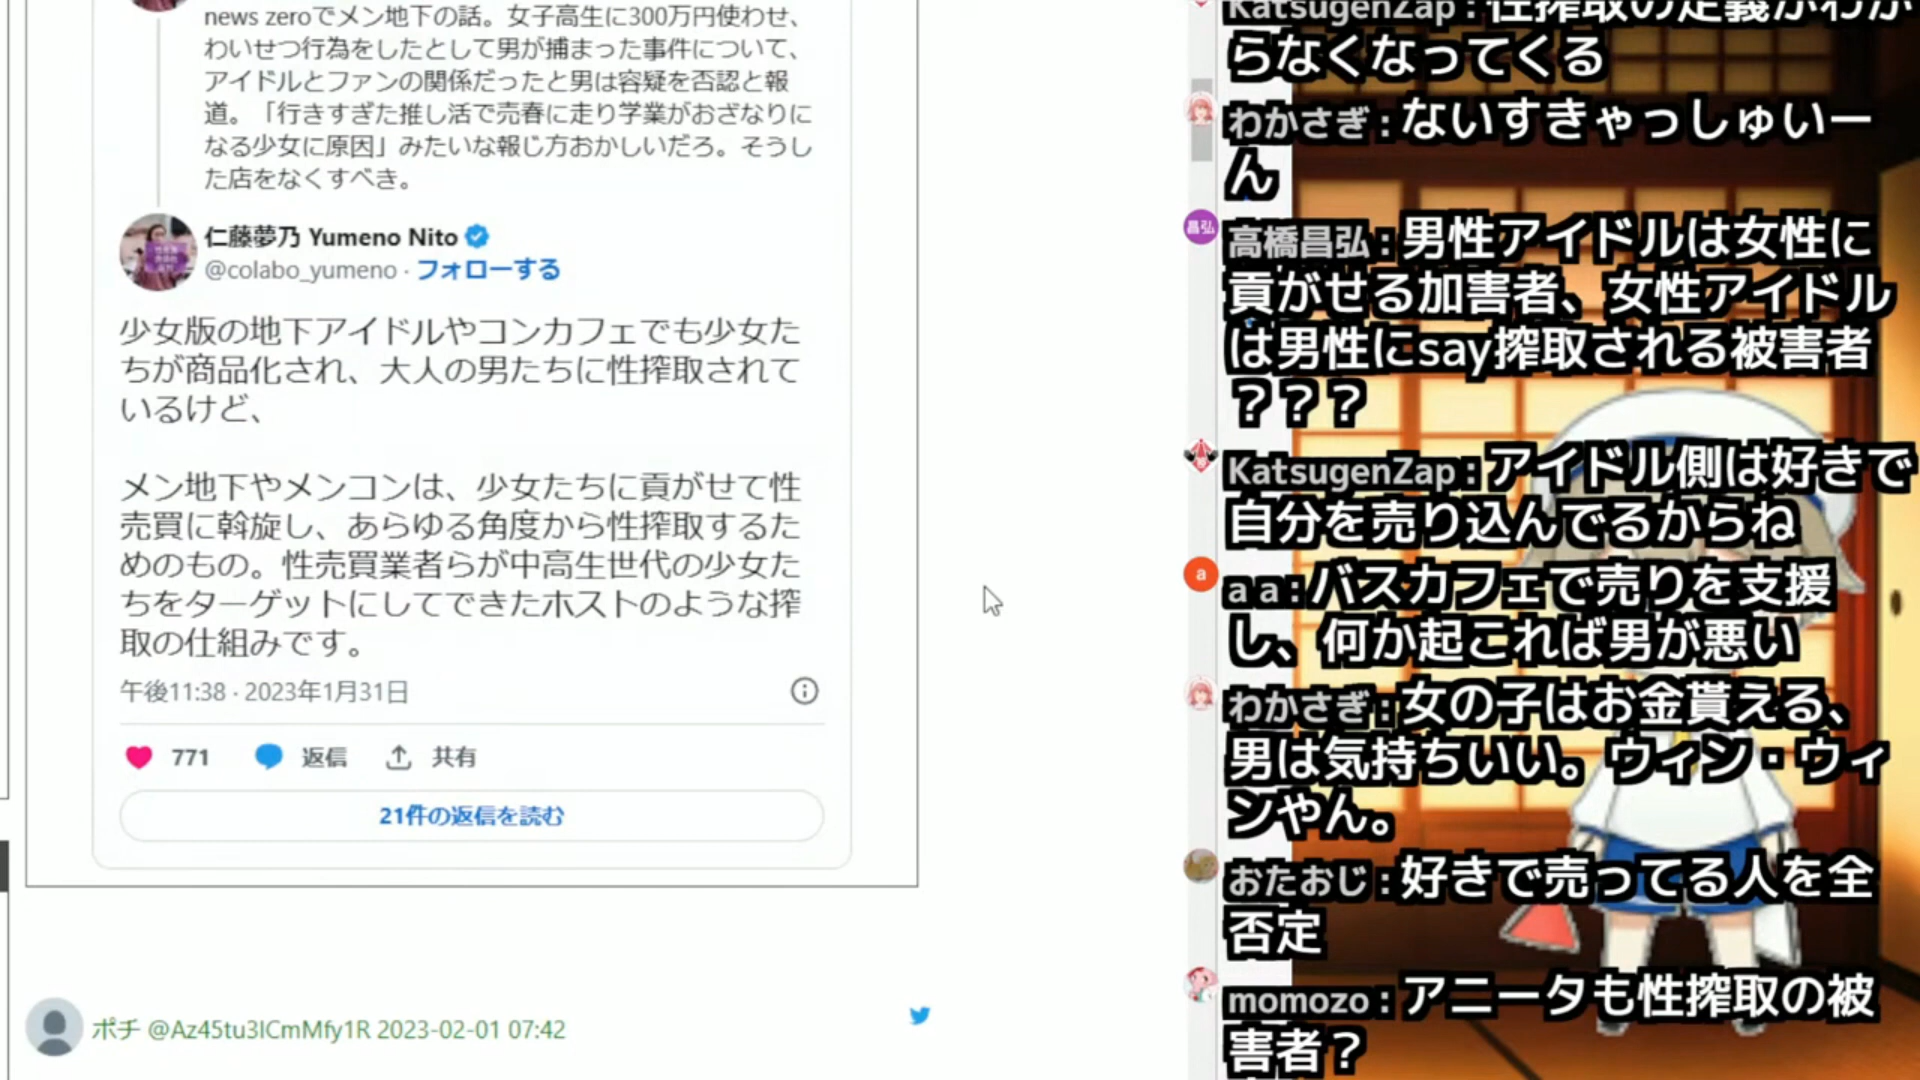 news zeroでメン地下の話。女子高生に300万円使わせ、
わいせつ行為をしたとして男が捕まった事件について、
アイドルとファンの関係だったと男は容疑を否認と報
道。「行きすぎた推し活で売春に走り学業がおざなりに
なる少女に原因」みたいな報じ方おかしいだろ。そうし
た店をなくすべき。
仁藤夢乃 Yumeno Nito
@colabo_yumeno · フォローする
少女版の地下アイドルやコンカフェでも少女た
ちが商品化され、大人の男たちに性搾取されて
いるけど、
メン地下やメンコンは、少女たちに貢がせて性
売買に斡旋し、あらゆる角度から性搾取するた
めのもの。性売買業者らが中高生世代の少女た
ちをターゲットにしてできたホストのような搾
取の仕組みです。
午後11:38 · 2023年1月31日
771 返信 共有
21件の返信を読む
ポチ @Az45tu3lCmMfy1R 2023-02-01 07:42
KatsugenZap : 性搾取の定義がわか
らなくなってくる
わかさぎ : ないすきゃっしゅいー
ん
昌弘
高橋昌弘 : 男性アイドルは女性に
貢がせる加害者、女性アイドル
は男性にsay搾取される被害者
？？？
KatsugenZap : アイドル側は好きで
自分を売り込んでるからね
a
a a : バスカフェで売りを支援
し、何か起これば男が悪い
わかさぎ : 女の子はお金貰える、
男は気持ちいい。ウィン・ウィ
ンやん。
おたおじ : 好きで売ってる人を全
否定
momozo : アニータも性搾取の被
害者？